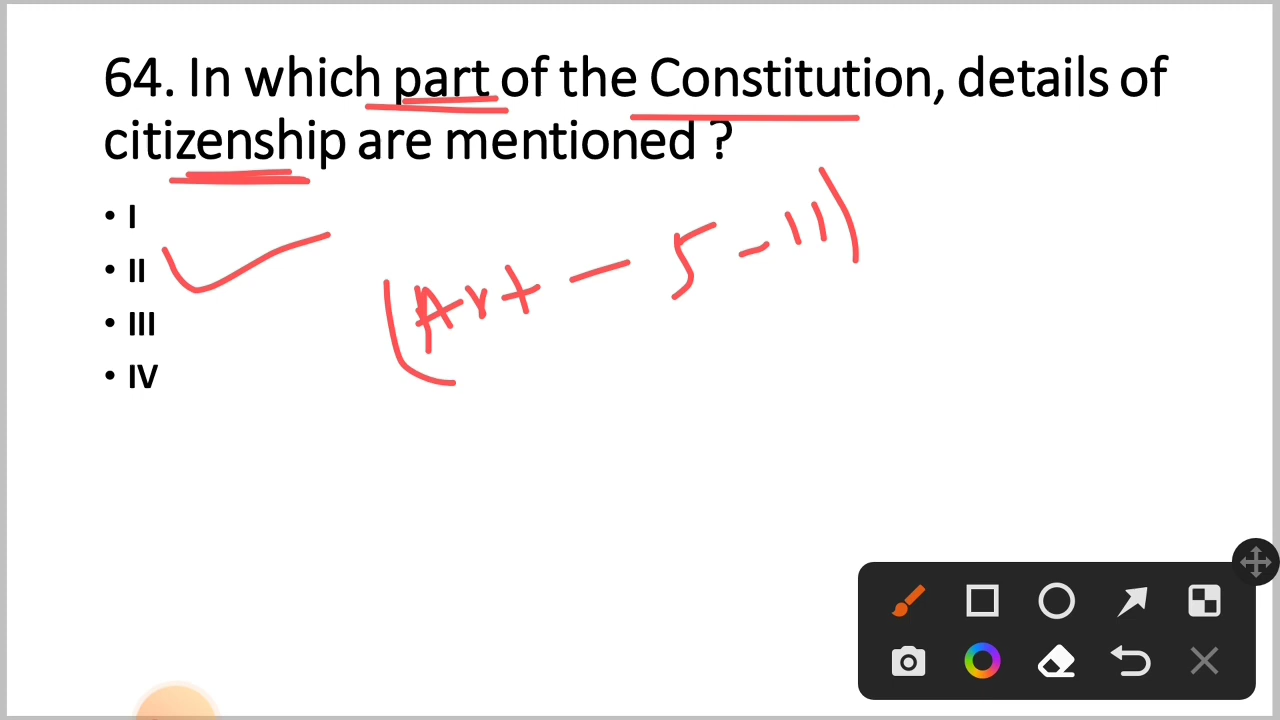 64. In which part of the Constitution, details of
citizenship are mentioned ?
• I
• II
• III
• IV
(Art - 5 - 11)